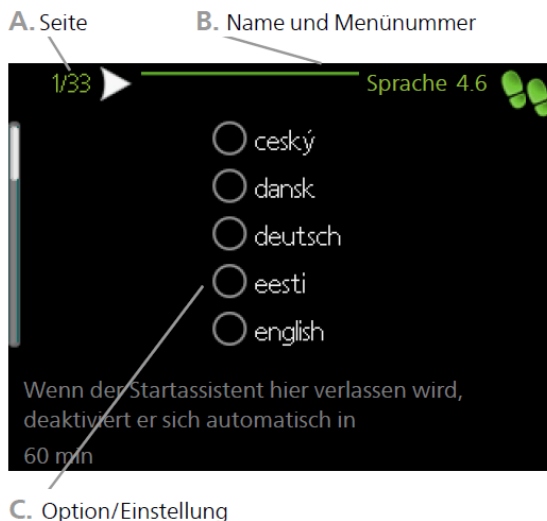 A. Seite
B. Name und Menünummer
1/33
Sprache 4.6
ceský
dansk
deutsch
eesti
english
Wenn der Startassistent hier verlassen wird,
deaktiviert er sich automatisch in
60 min
C. Option/Einstellung